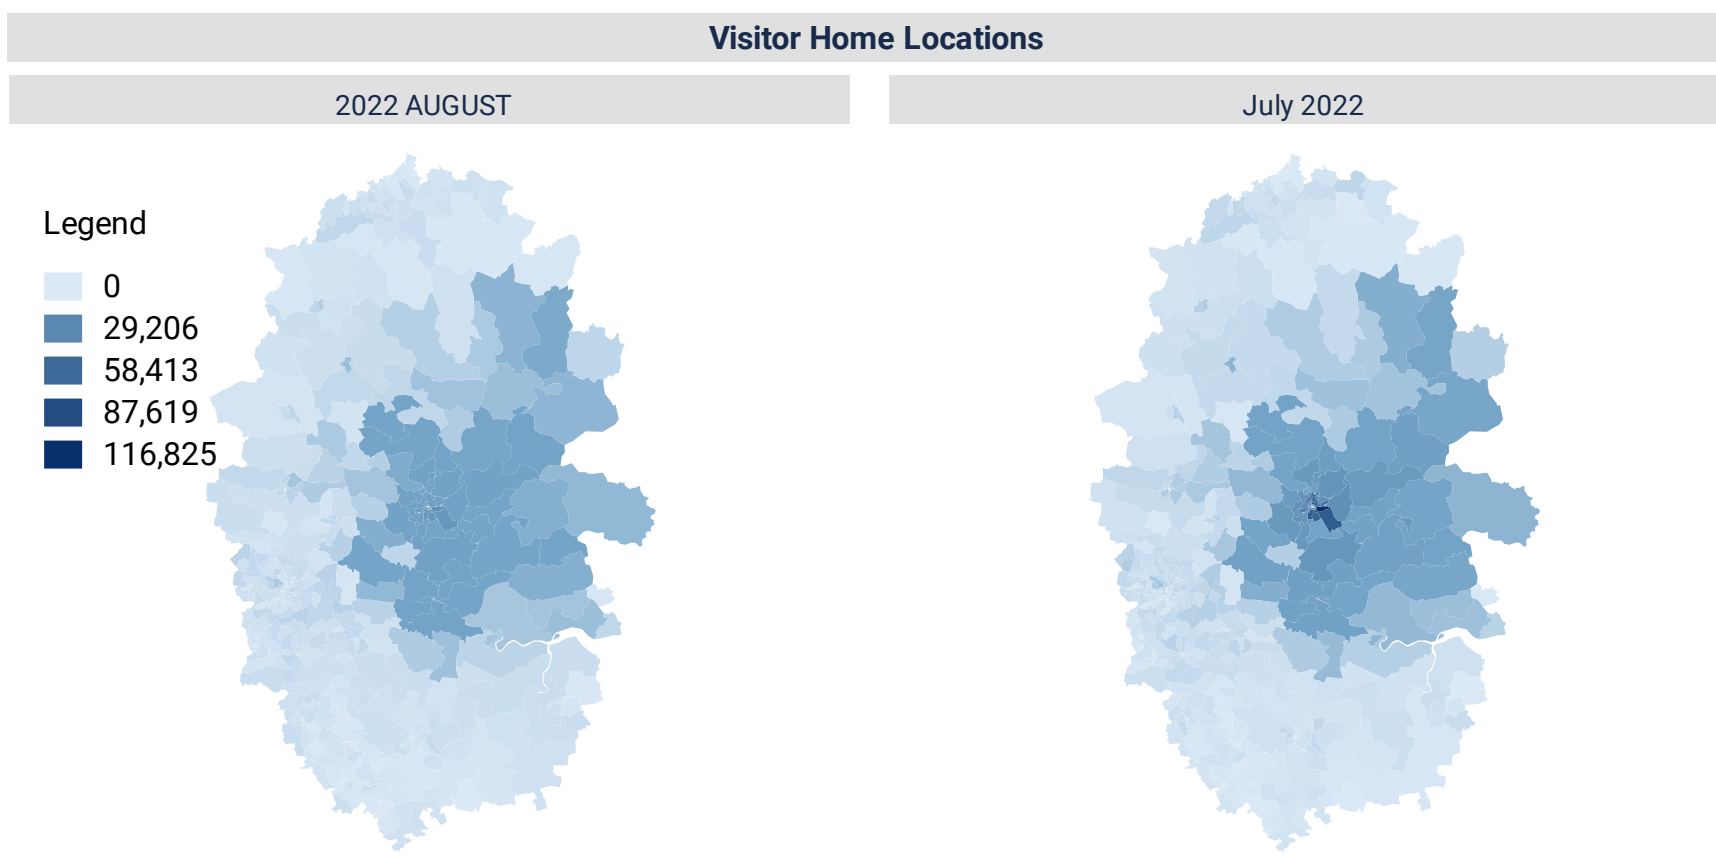 Visitor Home Locations
2022 AUGUST
July 2022
Legend
0
29,206
58,413
87,619
116,825